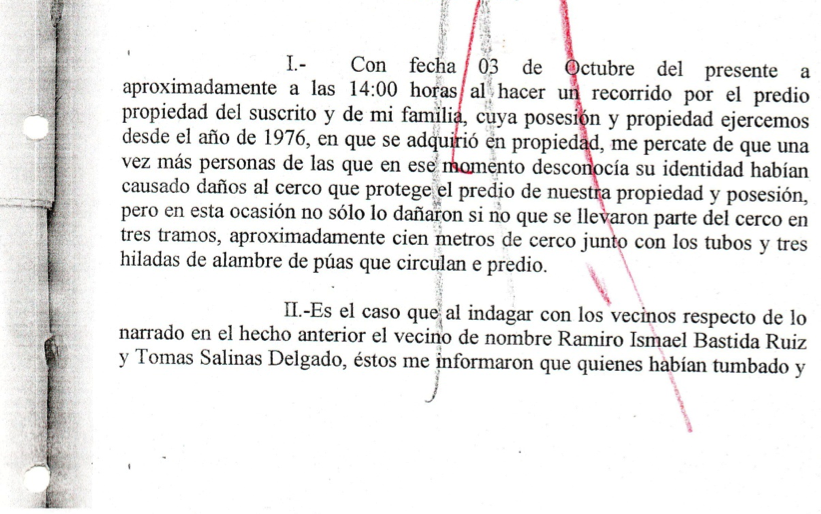 I.- Con fecha 03 de Octubre del presente a
aproximadamente a las 14:00 horas al hacer un recorrido por el predio
propiedad del suscrito y de mi familia, cuya posesión y propiedad ejercemos
desde el año de 1976, en que se adquirió en propiedad, me percate de que una
vez más personas de las que en ese momento desconocía su identidad habían
causado daños al cerco que protege el predio de nuestra propiedad y posesión,
pero en esta ocasión no sólo lo dañaron si no que se llevaron parte del cerco en
tres tramos, aproximadamente cien metros de cerco junto con los tubos y tres
hiladas de alambre de púas que circulan e predio.
II.-Es el caso que al indagar con los vecinos respecto de lo
narrado en el hecho anterior el vecino de nombre Ramiro Ismael Bastida Ruiz
y Tomas Salinas Delgado, éstos me informaron que quienes habían tumbado y